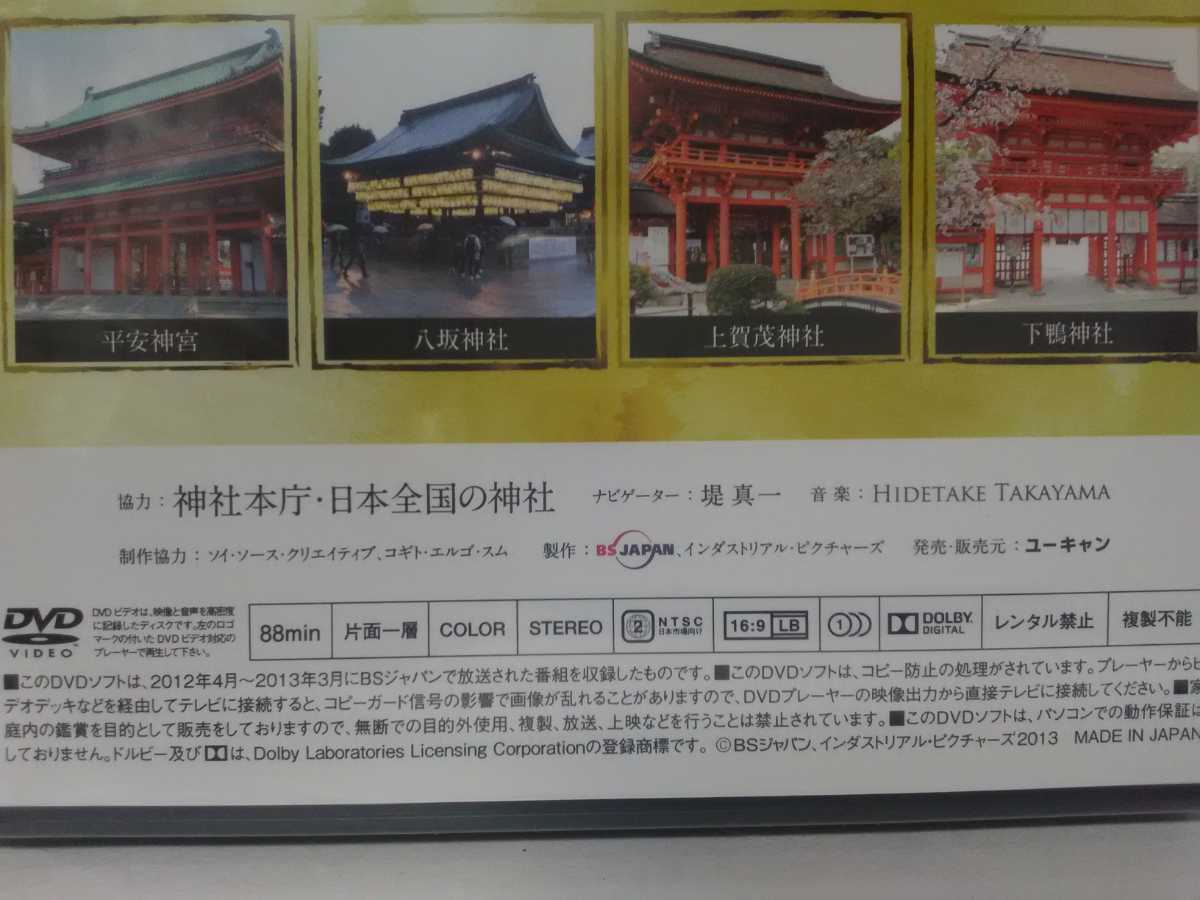 平安神宮 八坂神社 上賀茂神社 下鴨神社
協力：神社本庁・日本全国の神社 ナビゲーター：堤 真一 音楽：HIDETAKE TAKAYAMA
制作協力：ソイ・ソース・クリエイティブ、コギト・エルゴ・スム 製作：BS JAPAN、インダストリアル・ピクチャーズ 発売・販売元：ユーキャン
DVD VIDEO
DVDビデオは、映像と音声を高密度
に記録したディスクです。左のロゴ
マークの付いたDVDビデオ対応の
プレーヤーで再生して下さい。
88min 片面一層 COLOR STEREO 2 NTSC 日本市場向け 16:9 LB 1 DOLBY DIGITAL レンタル禁止 複製不能
■このDVDソフトは、2012年4月～2013年3月にBSジャパンで放送された番組を収録したものです。■このDVDソフトは、コピー防止の処理がされています。プレーヤーからビ
デオデッキなどを経由してテレビに接続すると、コピーガード信号の影響で画像が乱れることがありますので、DVDプレーヤーの映像出力から直接テレビに接続してください。■家
庭内の鑑賞を目的として販売をしておりますので、無断での目的外使用、複製、放送、上映などを行うことは禁止されています。■このDVDソフトは、パソコンでの動作保証は
しておりません。ドルビー及びは、Dolby Laboratories Licensing Corporationの登録商標です。©BSジャパン、インダストリアル・ピクチャーズ2013 MADE IN JAPAN